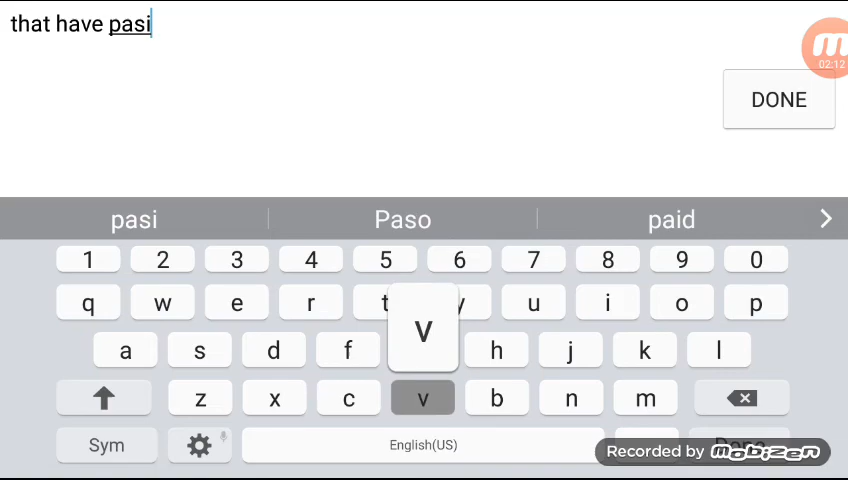 that have pasi
02:12
DONE
pasi Paso paid
1 2 3 4 5 6 7 8 9 0
q w e r t y u i o p
v
a s d f h j k l
z x c v b n m
Sym English(US) Done
Recorded by mobizen